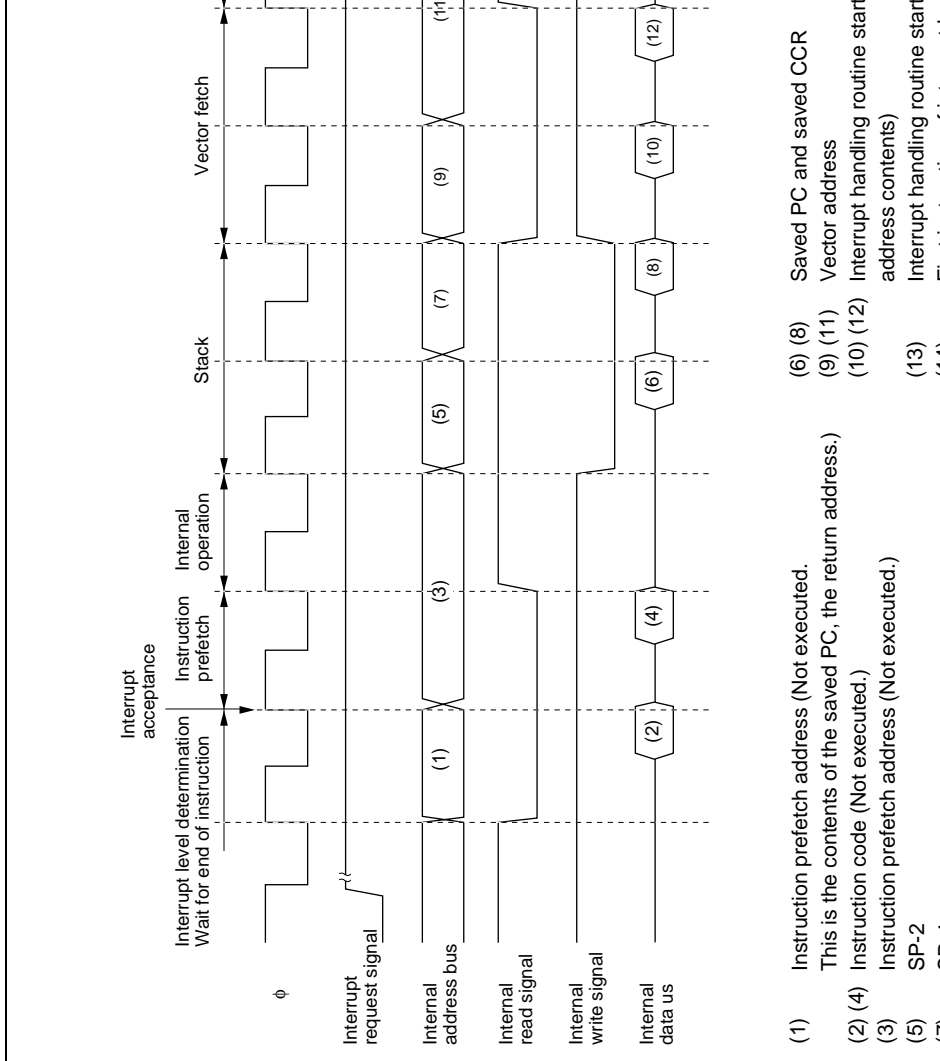 Interrupt level determination
Wait for end of instruction
Interrupt
acceptance
Instruction
prefetch
Internal
operation
Stack
Vector fetch
φ
Interrupt
request signal
Internal
address bus
(1)
(3)
(5)
(7)
(9)
(11)
Internal
read signal
Internal
write signal
Internal
data us
(2)
(4)
(6)
(8)
(10)
(12)
(1) Instruction prefetch address (Not executed.
This is the contents of the saved PC, the return address.)
(2) (4) Instruction code (Not executed.)
(3) Instruction prefetch address (Not executed.)
(5) SP-2
(7)
(6) (8) Saved PC and saved CCR
(9) (11) Vector address
(10) (12) Interrupt handling routine start
address contents)
(13) Interrupt handling routine start